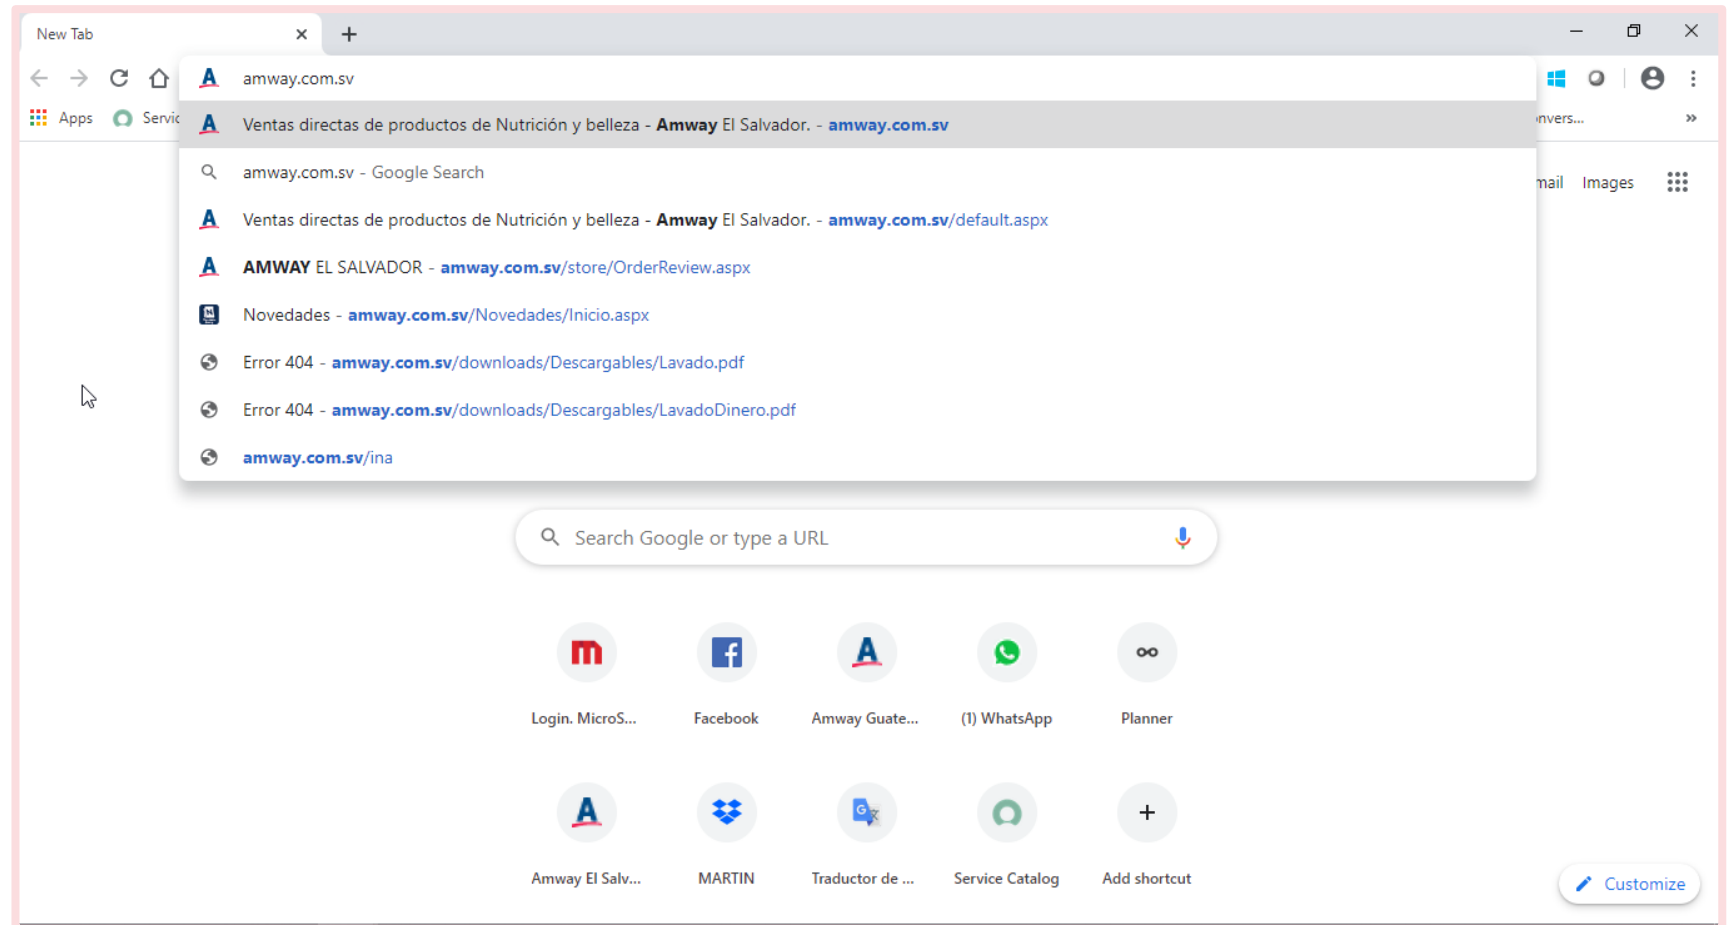 New Tab
amway.com.sv
Apps Servic
Ventas directas de productos de Nutrición y belleza - Amway El Salvador. - amway.com.sv
nvers...
amway.com.sv - Google Search
mail Images
Ventas directas de productos de Nutrición y belleza - Amway El Salvador. - amway.com.sv/default.aspx
AMWAY EL SALVADOR - amway.com.sv/store/OrderReview.aspx
Novedades - amway.com.sv/Novedades/Inicio.aspx
Error 404 - amway.com.sv/downloads/Descargables/Lavado.pdf
Error 404 - amway.com.sv/downloads/Descargables/LavadoDinero.pdf
amway.com.sv/ina
Search Google or type a URL
Login. MicroS... Facebook Amway Guate... (1) WhatsApp Planner
Amway El Salv... MARTIN Traductor de ... Service Catalog Add shortcut
Customize